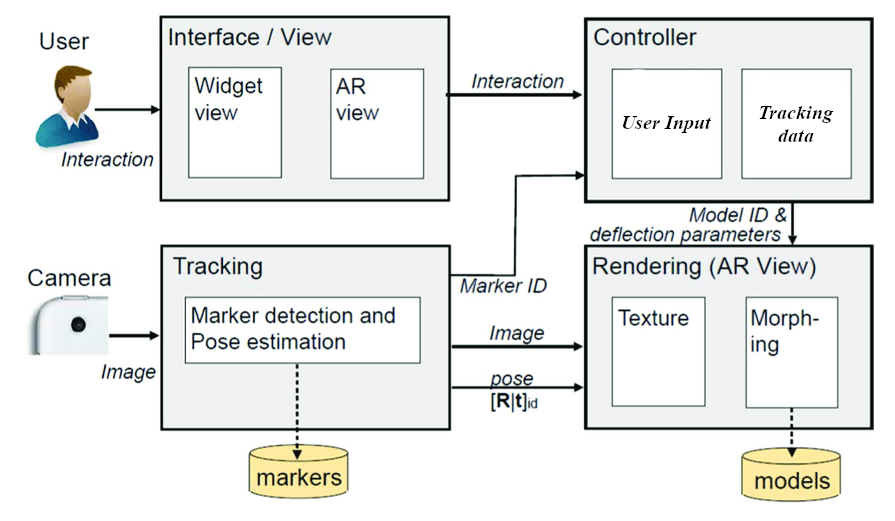 User
Interaction
Interface / View
Widget
view
AR
view
Interaction
Controller
User Input
Tracking
data
Model ID &
deflection parameters
Camera
Image
Tracking
Marker detection and
Pose estimation
markers
Marker ID
Image
pose
[R|t]id
Rendering (AR View)
Texture
Morph-
ing
models